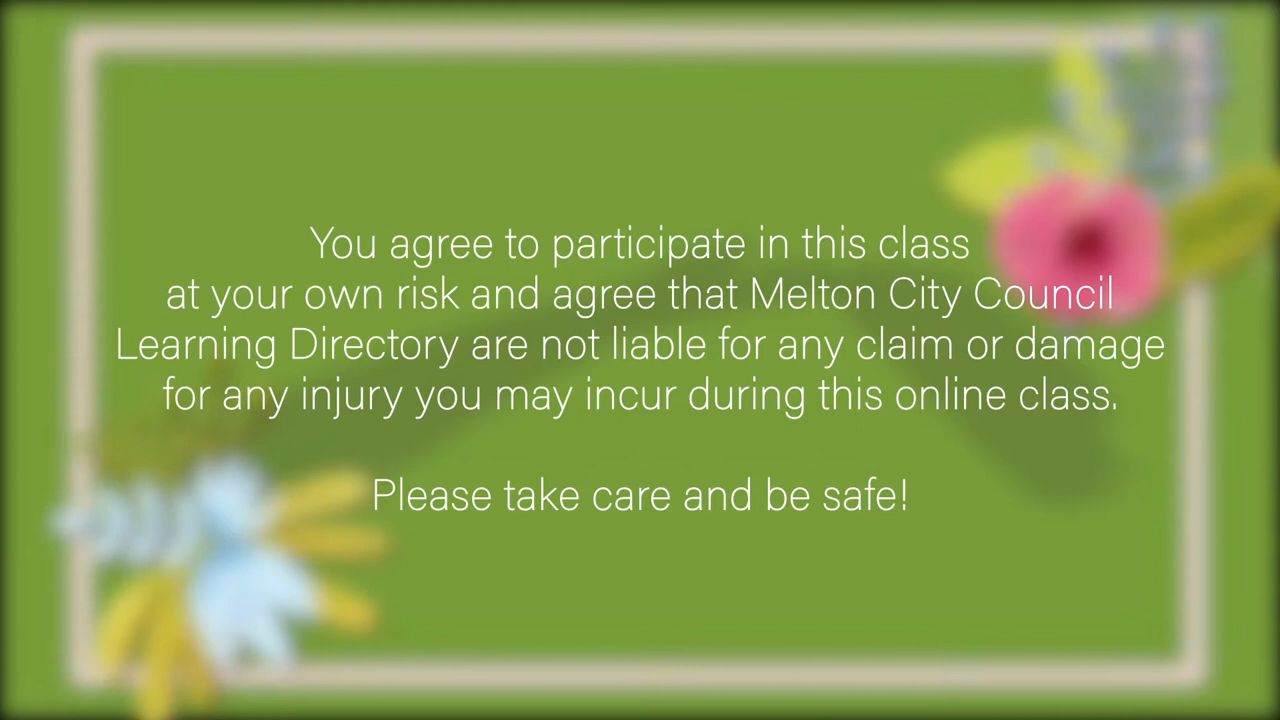 You agree to participate in this class
at your own risk and agree that Melton City Council
Learning Directory are not liable for any claim or damage
for any injury you may incur during this online class.
Please take care and be safe!